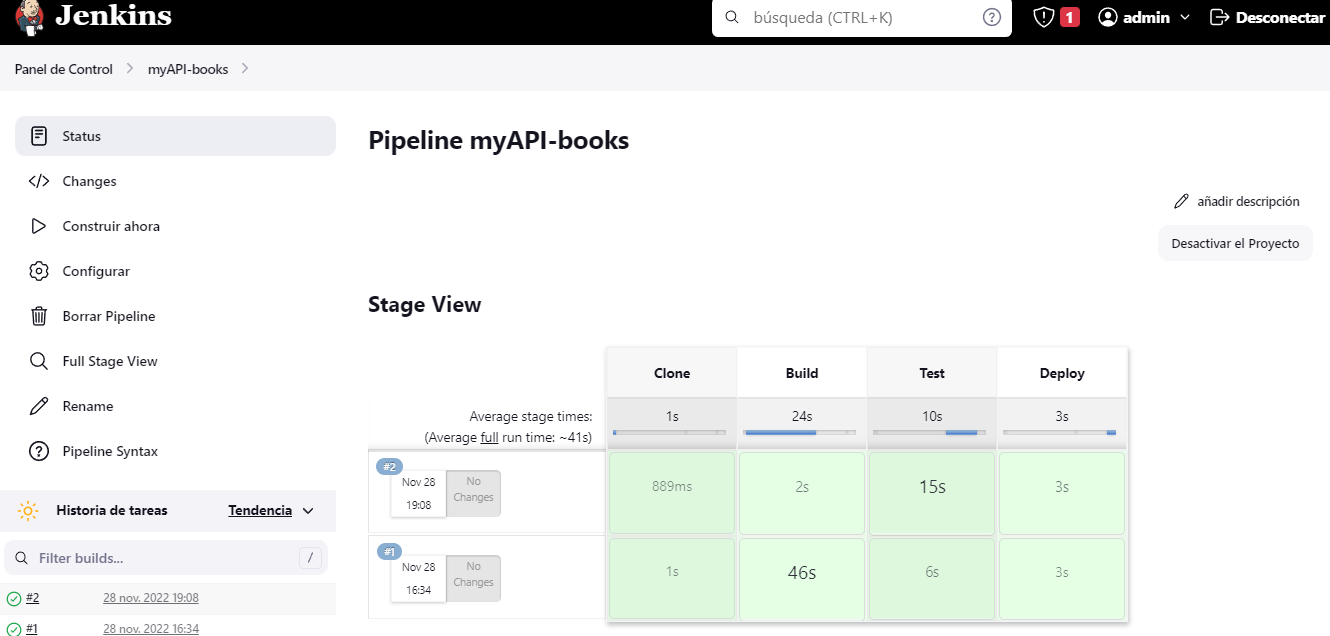 Jenkins
búsqueda (CTRL+K)
?
1
admin
Desconectar
Panel de Control
myAPI-books
Status
Changes
Construir ahora
Configurar
Borrar Pipeline
Full Stage View
Rename
Pipeline Syntax
Historia de tareas
Tendencia
Filter builds...
/
#2 28 nov. 2022 19:08
#1 28 nov. 2022 16:34
Pipeline myAPI-books
añadir descripción
Desactivar el Proyecto
Stage View
Clone Build Test Deploy
Average stage times: 1s 24s 10s 3s
(Average full run time: ~41s)
#2
Nov 28
19:08
No
Changes
889ms 2s 15s 3s
#1
Nov 28
16:34
No
Changes
1s 46s 6s 3s